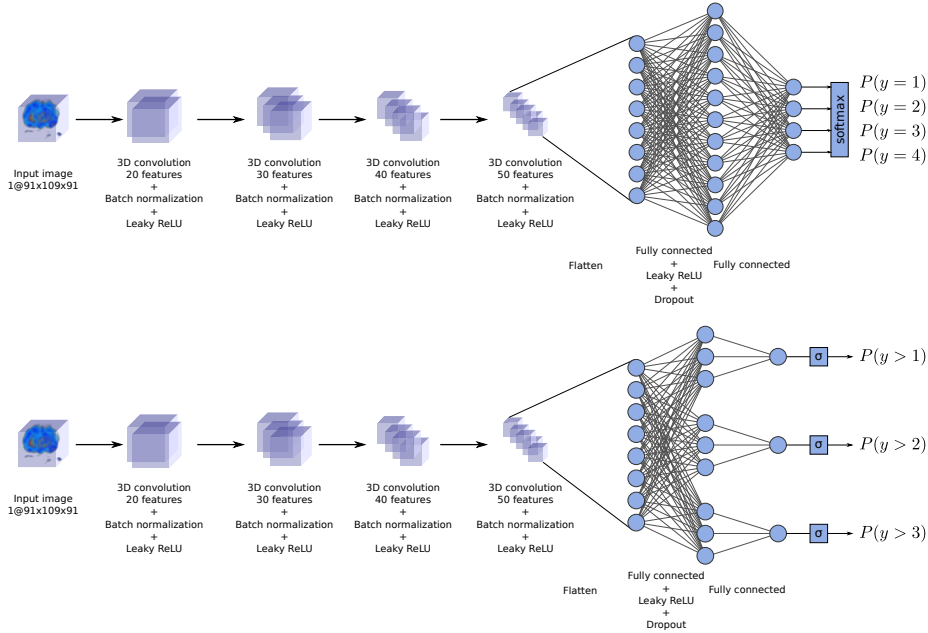 Input image
1@91x109x91
3D convolution
20 features
+
Batch normalization
+
Leaky ReLU
3D convolution
30 features
+
Batch normalization
+
Leaky ReLU
3D convolution
40 features
+
Batch normalization
+
Leaky ReLU
3D convolution
50 features
+
Batch normalization
+
Leaky ReLU
Flatten
Fully connected
+
Leaky ReLU
+
Dropout
Fully connected
softmax
P(y = 1)
P(y = 2)
P(y = 3)
P(y = 4)
Input image
1@91x109x91
3D convolution
20 features
+
Batch normalization
+
Leaky ReLU
3D convolution
30 features
+
Batch normalization
+
Leaky ReLU
3D convolution
40 features
+
Batch normalization
+
Leaky ReLU
3D convolution
50 features
+
Batch normalization
+
Leaky ReLU
Flatten
Fully connected
+
Leaky ReLU
+
Dropout
Fully connected
σ
P(y > 1)
σ
P(y > 2)
σ
P(y > 3)